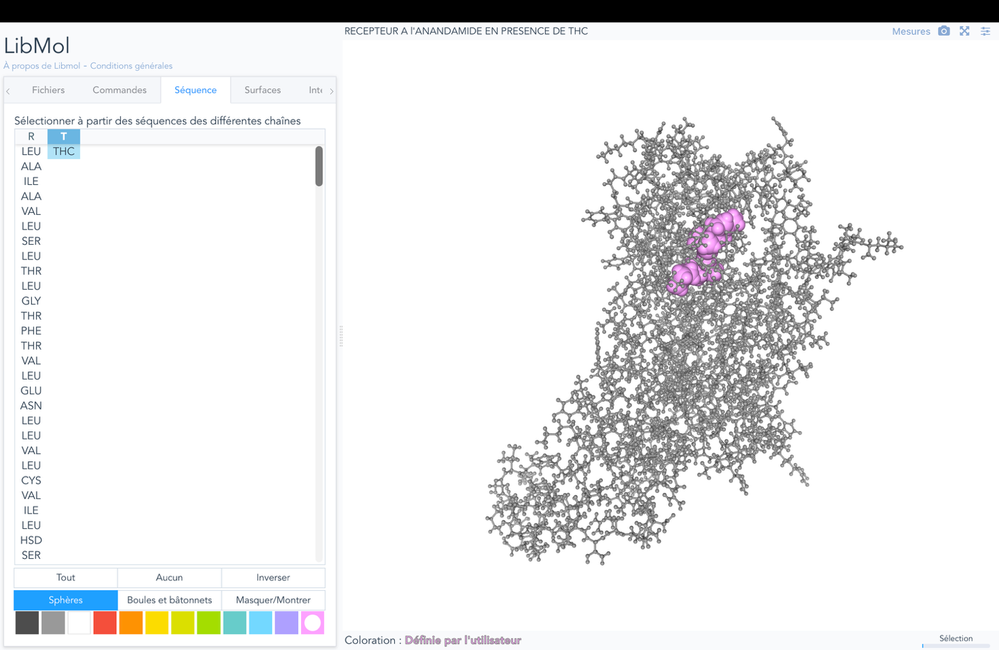 RECEPTEUR A l'ANANDAMIDE EN PRESENCE DE THC
Mesures
LibMol
À propos de Libmol - Conditions générales
Fichiers
Commandes
Séquence
Surfaces
Inte
Sélectionner à partir des séquences des différentes chaînes
R T
LEU THC
ALA
ILE
ALA
VAL
LEU
SER
LEU
THR
LEU
GLY
THR
PHE
THR
VAL
LEU
GLU
ASN
LEU
LEU
VAL
LEU
CYS
VAL
ILE
LEU
HSD
SER
Tout
Aucun
Inverser
Sphères
Boules et bâtonnets
Masquer/Montrer
Coloration : Définie par l'utilisateur
Sélection